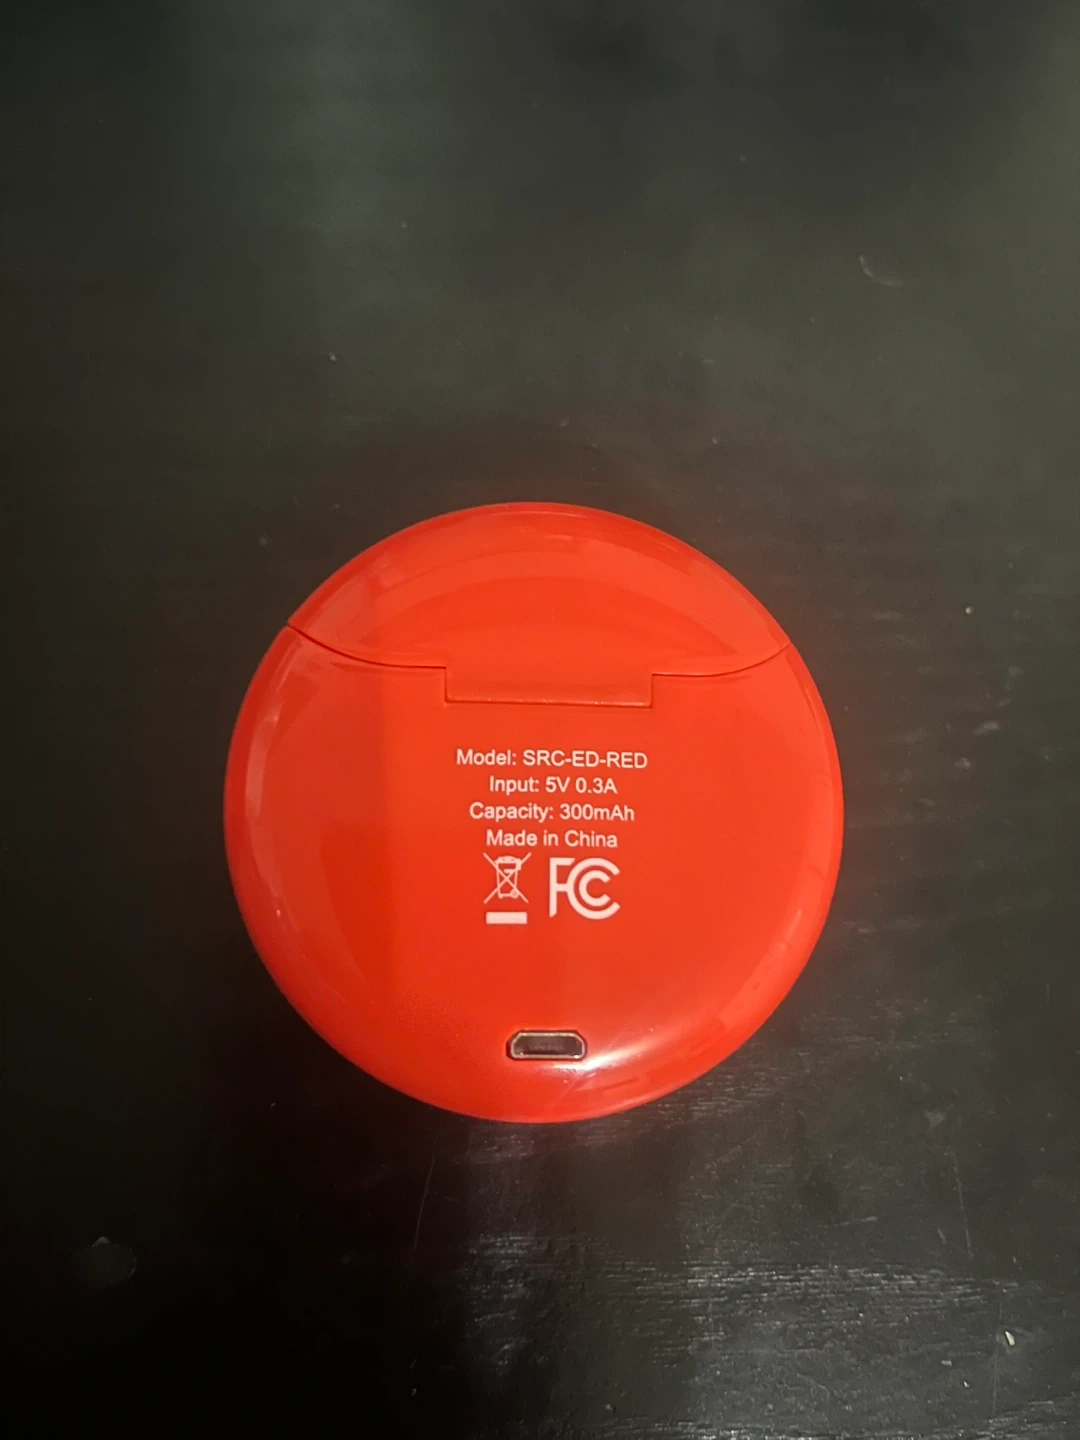 Model: SRC-ED-RED
Input: 5V 0.3A
Capacity: 300mAh
Made in China
FC